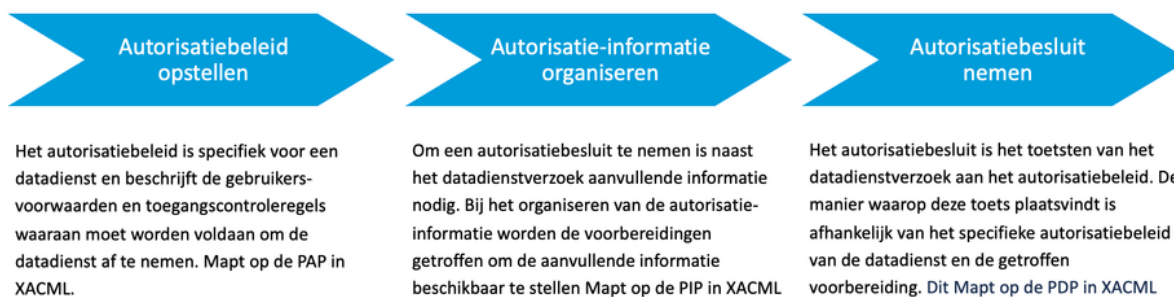 Autorisatiebeleid
opstellen
Het autorisatiebeleid is specifiek voor een
datadienst en beschrijft de gebruikers-
voorwaarden en toegangscontroleregels
waaraan moet worden voldaan om de
datadienst af te nemen. Mapt op de PAP in
XACML.
Autorisatie-informatie
organiseren
Om een autorisatiebesluit te nemen is naast
het datadienstverzoek aanvullende informatie
nodig. Bij het organiseren van de autorisatie-
informatie worden de voorbereidingen
getroffen om de aanvullende informatie
beschikbaar te stellen Mapt op de PIP in XACML
Autorisatiebesluit
nemen
Het autorisatiebesluit is het toetsten van het
datadienstverzoek aan het autorisatiebeleid. De
manier waarop deze toets plaatsvindt is
afhankelijk van het specifieke autorisatiebeleid
van de datadienst en de getroffen
voorbereiding. Dit Mapt op de PDP in XACML